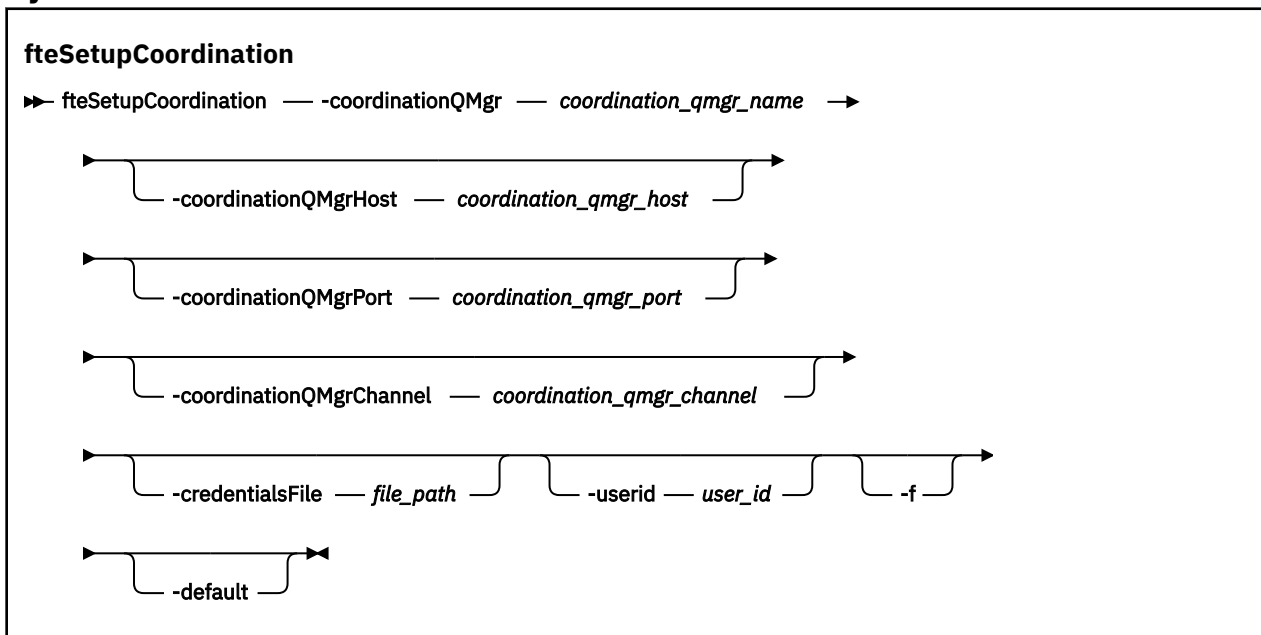 fteSetupCoordination
fteSetupCoordination -coordinationQMgr coordination_qmgr_name
-coordinationQMgrHost coordination_qmgr_host
-coordinationQMgrPort coordination_qmgr_port
-coordinationQMgrChannel coordination_qmgr_channel
-credentialsFile file_path -userid user_id -f
-default